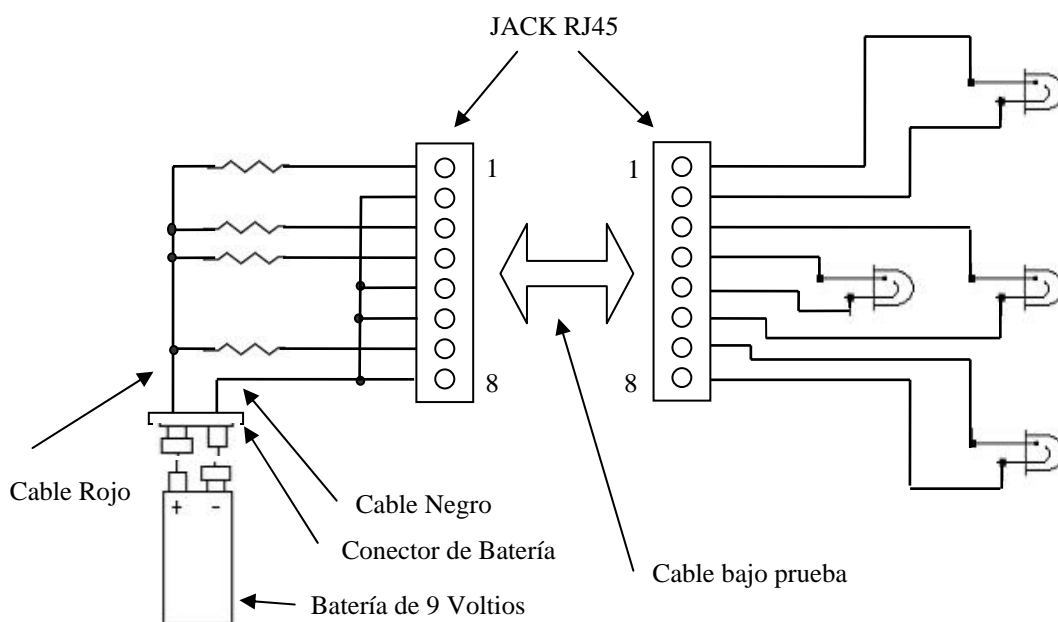 JACK RJ45
1
1
8
8
Cable Rojo
+ -
Cable Negro
Conector de Batería
Cable bajo prueba
Batería de 9 Voltios